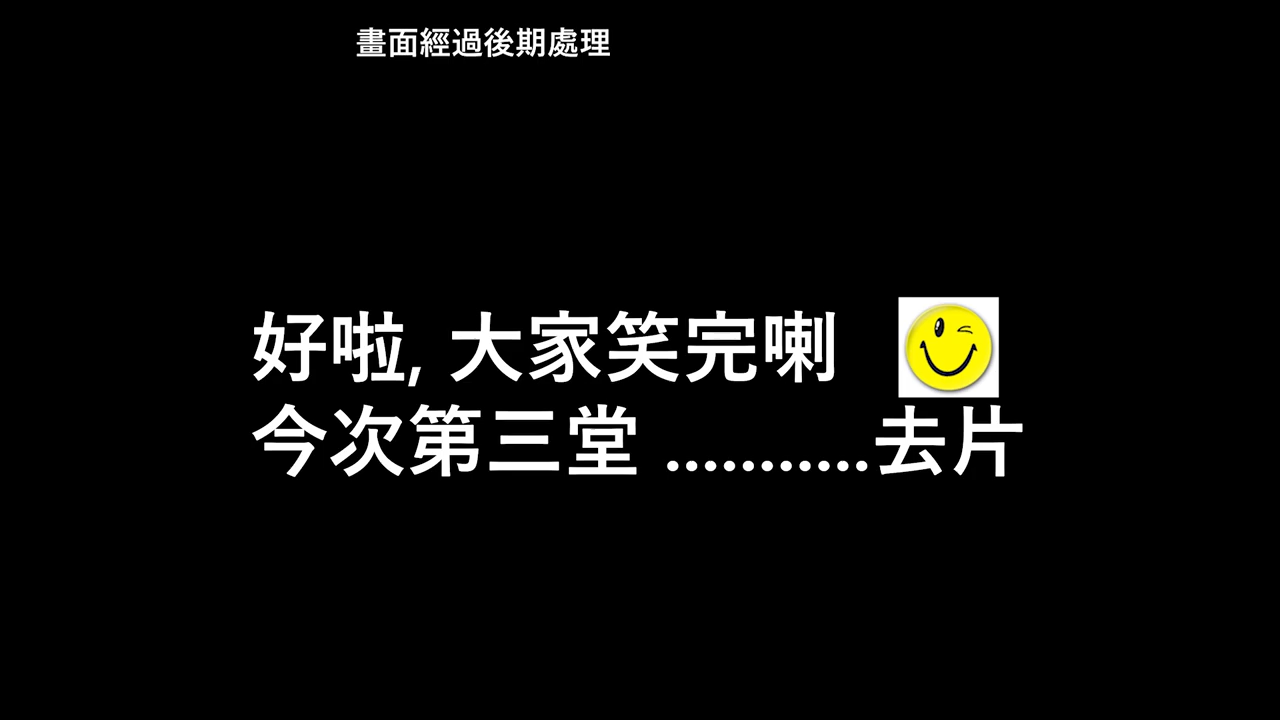 畫面經過後期處理
好啦, 大家笑完喇
今次第三堂 ...........去片